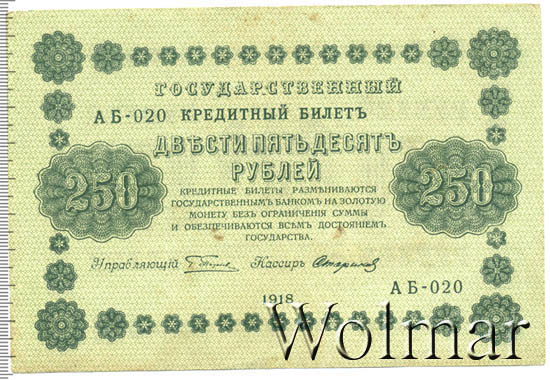 ГОСУДАРСТВЕННЫЙ
АБ-020 КРЕДИТНЫЙ БИЛЕТЪ
ДВѢСТИ ПЯТЬДЕСЯТЪ
РУБЛЕЙ
250 250
КРЕДИТНЫЕ БИЛЕТЫ РАЗМѢНИВАЮТСЯ
ГОСУДАРСТВЕННЫМЪ БАНКОМЪ НА ЗОЛОТУЮ
МОНЕТУ БЕЗЪ ОГРАНИЧЕНІЯ СУММЫ
И ОБЕЗПЕЧИВАЮТСЯ ВСѢМЪ ДОСТОЯНІЕМЪ
ГОСУДАРСТВА.
Управляющій Кассиръ
АБ-020
1918
Wolmar